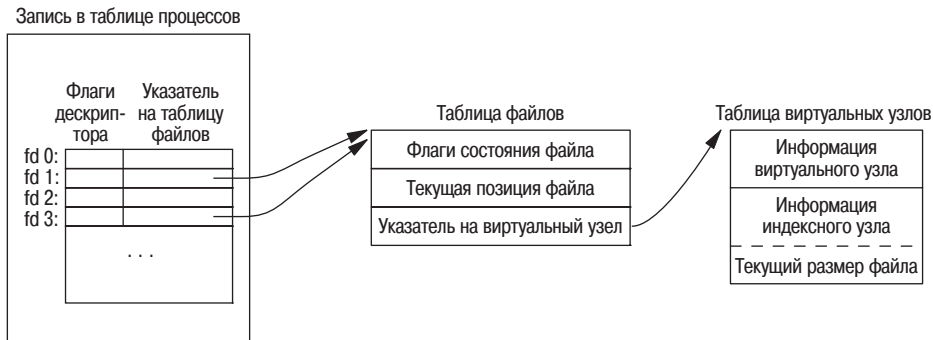 Запись в таблице процессов
Флаги
дескрип-
тора
Указатель
на таблицу
файлов
fd 0:
fd 1:
fd 2:
fd 3:
. . .
Таблица файлов
Флаги состояния файла
Текущая позиция файла
Указатель на виртуальный узел
Таблица виртуальных узлов
Информация
виртуального узла
Информация
индексного узла
Текущий размер файла